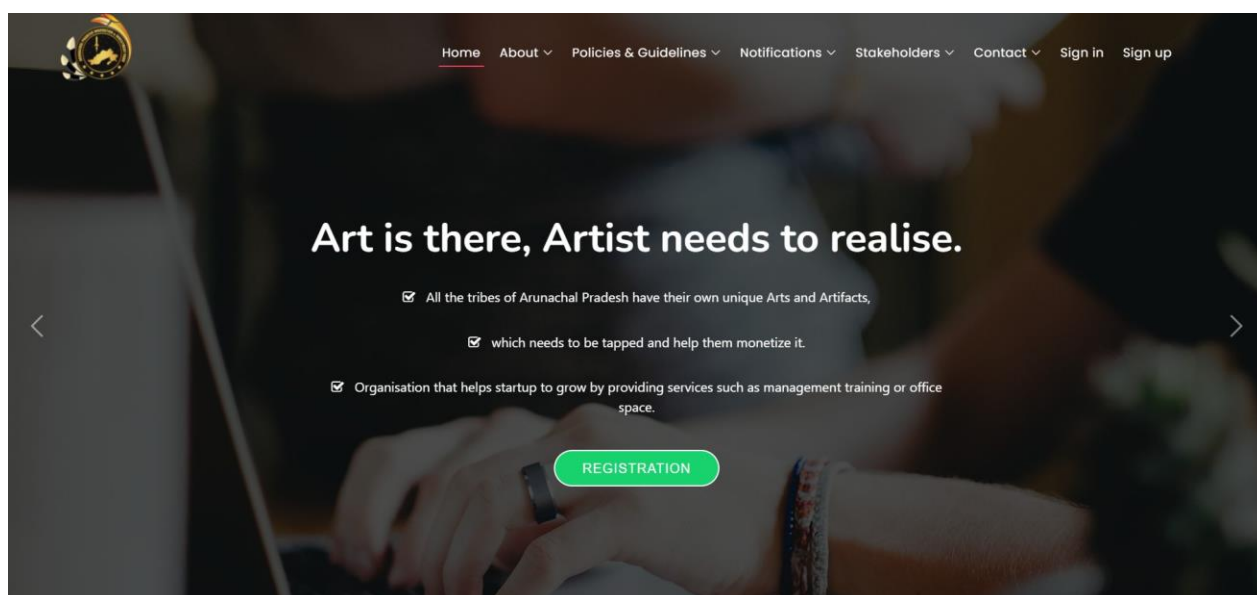 Home About Policies & Guidelines Notifications Stakeholders Contact Sign in Sign up
Art is there, Artist needs to realise.
All the tribes of Arunachal Pradesh have their own unique Arts and Artifacts,
which needs to be tapped and help them monetize it.
Organisation that helps startup to grow by providing services such as management training or office
space.
REGISTRATION